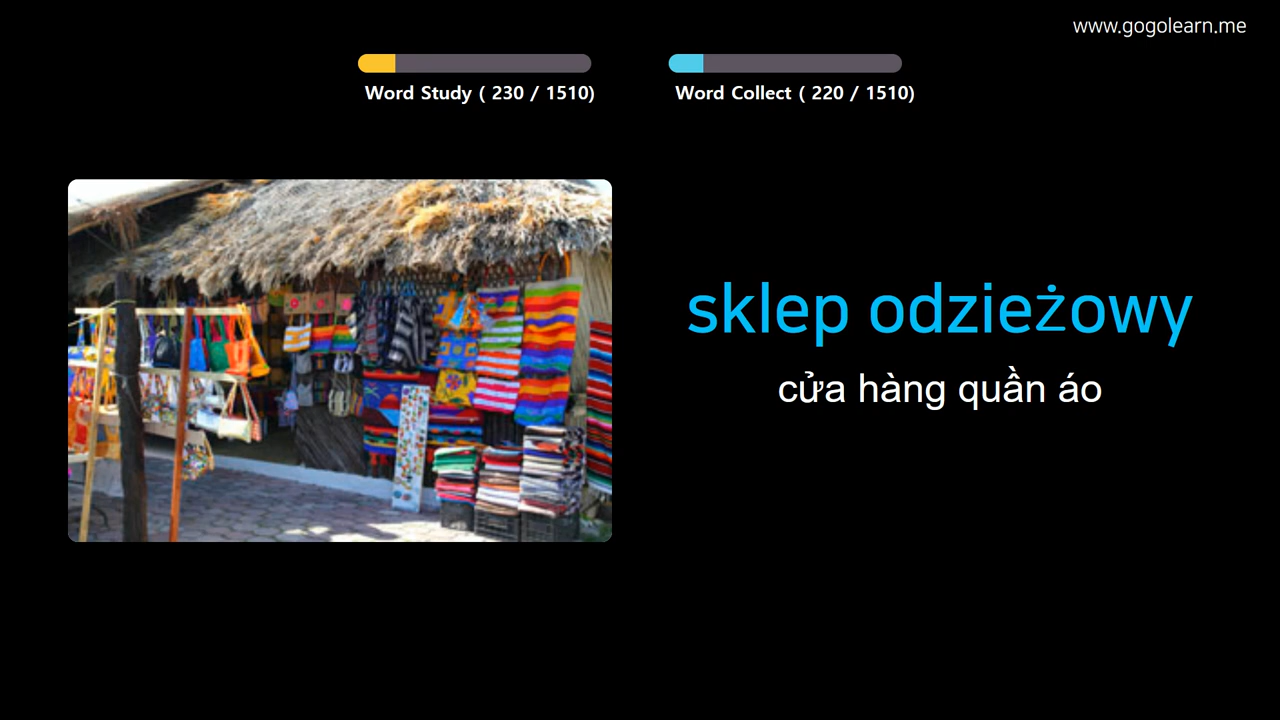 www.gogolearn.me
Word Study ( 230 / 1510)
Word Collect ( 220 / 1510)
sklep odzieżowy
cửa hàng quần áo